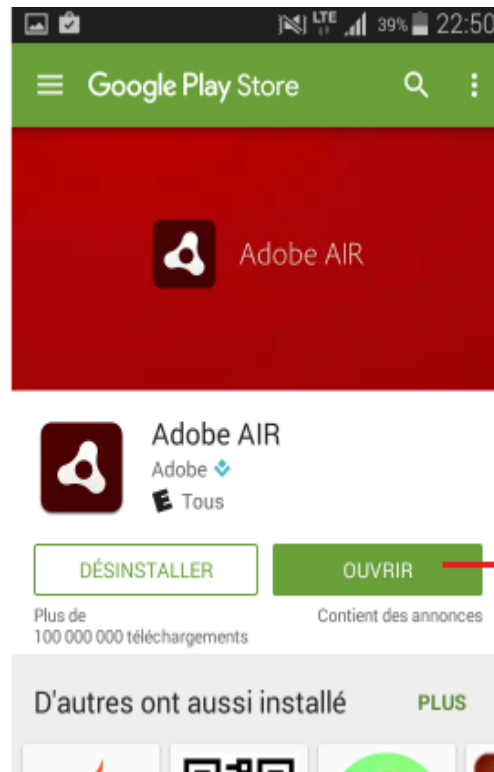 LTE 39% 22:50
Google Play Store
Adobe AIR
Adobe AIR
Adobe
E Tous
DÉSINSTALLER OUVRIR
Plus de Contient des annonces
100 000 000 téléchargements
D'autres ont aussi installé PLUS